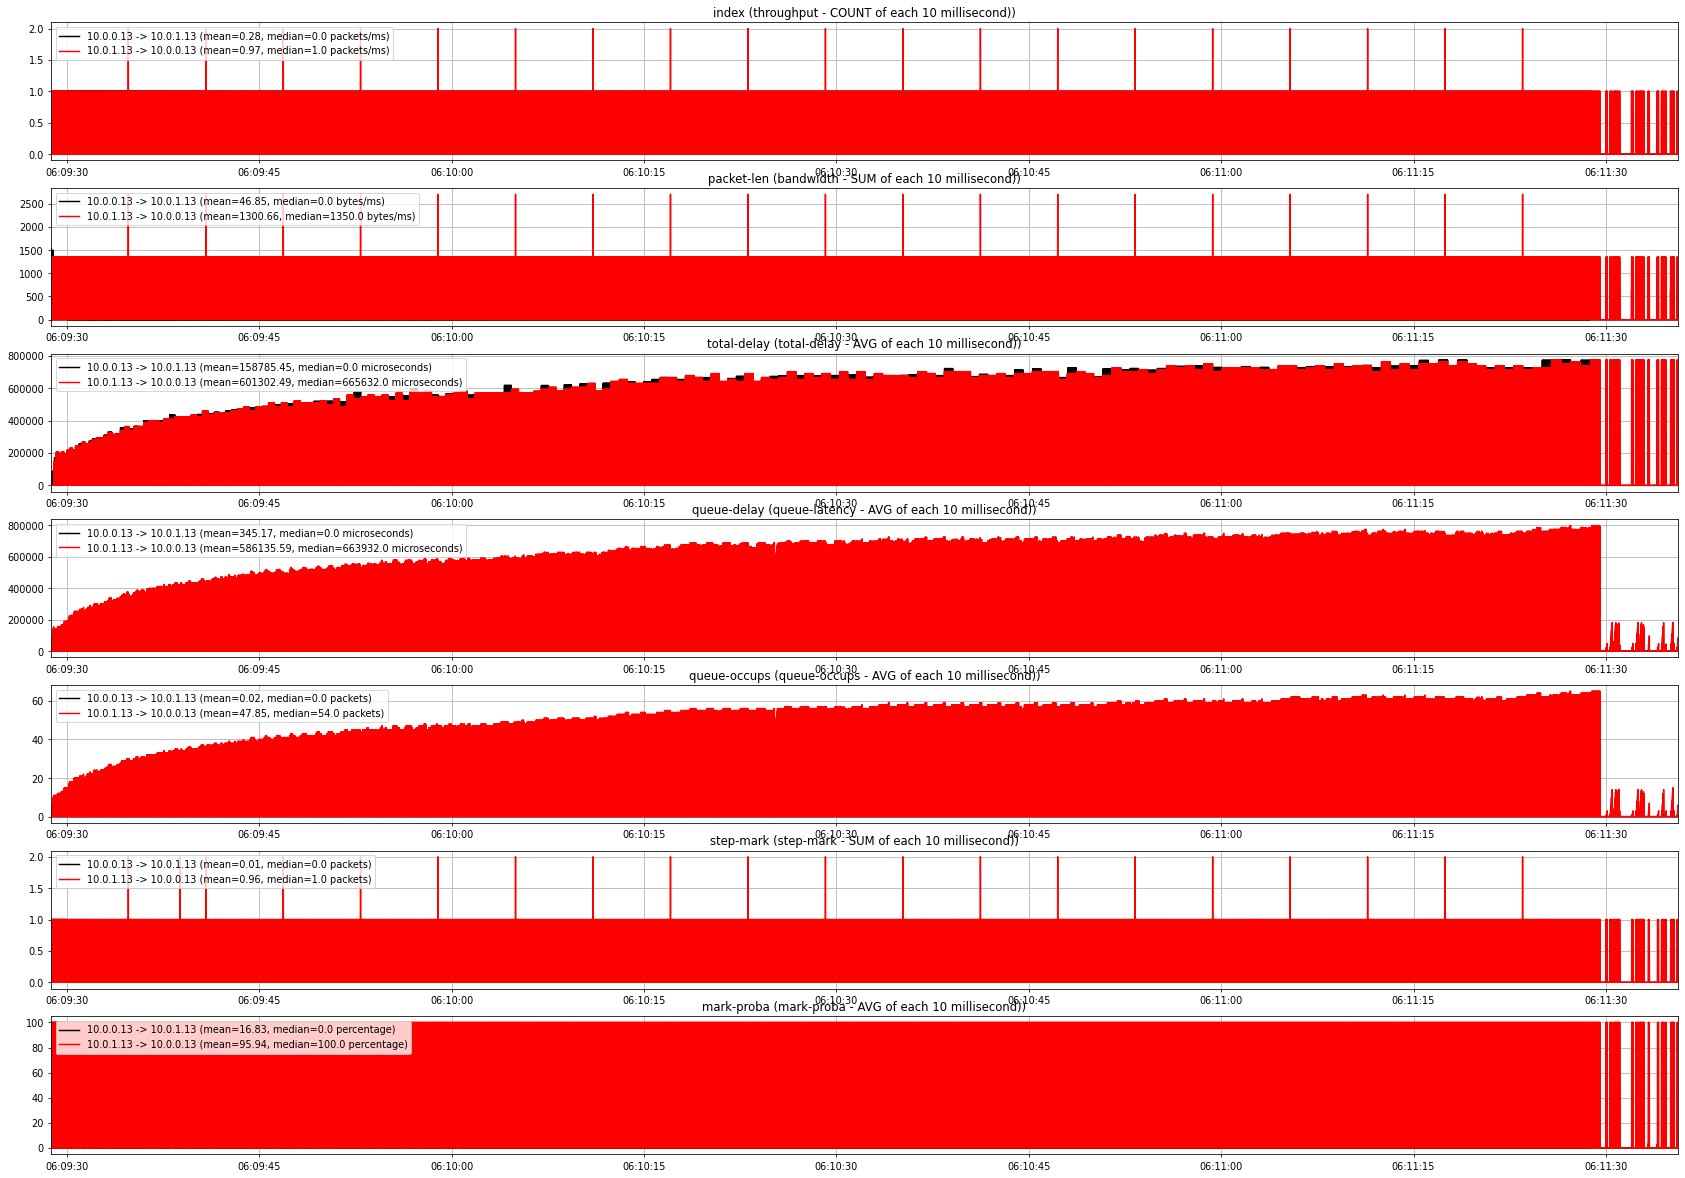 index (throughput - COUNT of each 10 millisecond))
2.0
1.5
1.0
0.5
0.0
10.0.0.13 -> 10.0.1.13 (mean=0.28, median=0.0 packets/ms)
10.0.1.13 -> 10.0.0.13 (mean=0.97, median=1.0 packets/ms)
06:09:30 06:09:45 06:10:00 06:10:15 06:10:30 06:10:45 06:11:00 06:11:15 06:11:30
packet-len (bandwidth - SUM of each 10 millisecond))
2500
2000
1500
1000
500
0
10.0.0.13 -> 10.0.1.13 (mean=46.85, median=0.0 bytes/ms)
10.0.1.13 -> 10.0.0.13 (mean=1300.66, median=1350.0 bytes/ms)
06:09:30 06:09:45 06:10:00 06:10:15 06:10:30 06:10:45 06:11:00 06:11:15 06:11:30
total-delay (total-delay - AVG of each 10 millisecond))
800000
600000
400000
200000
0
10.0.0.13 -> 10.0.1.13 (mean=158785.45, median=0.0 microseconds)
10.0.1.13 -> 10.0.0.13 (mean=601302.49, median=665632.0 microseconds)
06:09:30 06:09:45 06:10:00 06:10:15 06:10:30 06:10:45 06:11:00 06:11:15 06:11:30
queue-delay (queue-latency - AVG of each 10 millisecond))
800000
600000
400000
200000
0
10.0.0.13 -> 10.0.1.13 (mean=345.17, median=0.0 microseconds)
10.0.1.13 -> 10.0.0.13 (mean=586135.59, median=663932.0 microseconds)
06:09:30 06:09:45 06:10:00 06:10:15 06:10:30 06:10:45 06:11:00 06:11:15 06:11:30
queue-occups (queue-occups - AVG of each 10 millisecond))
60
40
20
0
10.0.0.13 -> 10.0.1.13 (mean=0.02, median=0.0 packets)
10.0.1.13 -> 10.0.0.13 (mean=47.85, median=54.0 packets)
06:09:30 06:09:45 06:10:00 06:10:15 06:10:30 06:10:45 06:11:00 06:11:15 06:11:30
step-mark (step-mark - SUM of each 10 millisecond))
2.0
1.5
1.0
0.5
0.0
10.0.0.13 -> 10.0.1.13 (mean=0.01, median=0.0 packets)
10.0.1.13 -> 10.0.0.13 (mean=0.96, median=1.0 packets)
06:09:30 06:09:45 06:10:00 06:10:15 06:10:30 06:10:45 06:11:00 06:11:15 06:11:30
mark-proba (mark-proba - AVG of each 10 millisecond))
100
80
60
40
20
0
10.0.0.13 -> 10.0.1.13 (mean=16.83, median=0.0 percentage)
10.0.1.13 -> 10.0.0.13 (mean=95.94, median=100.0 percentage)
06:09:30 06:09:45 06:10:00 06:10:15 06:10:30 06:10:45 06:11:00 06:11:15 06:11:30